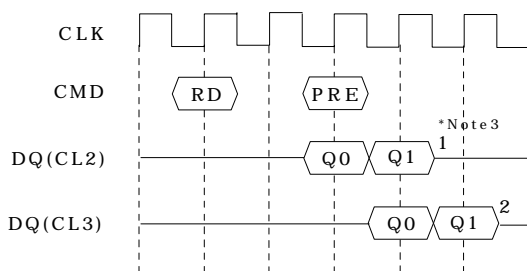 CLK
CMD RD PRE
*Note3
DQ(CL2) Q0 Q1 1
DQ(CL3) Q0 Q1 2